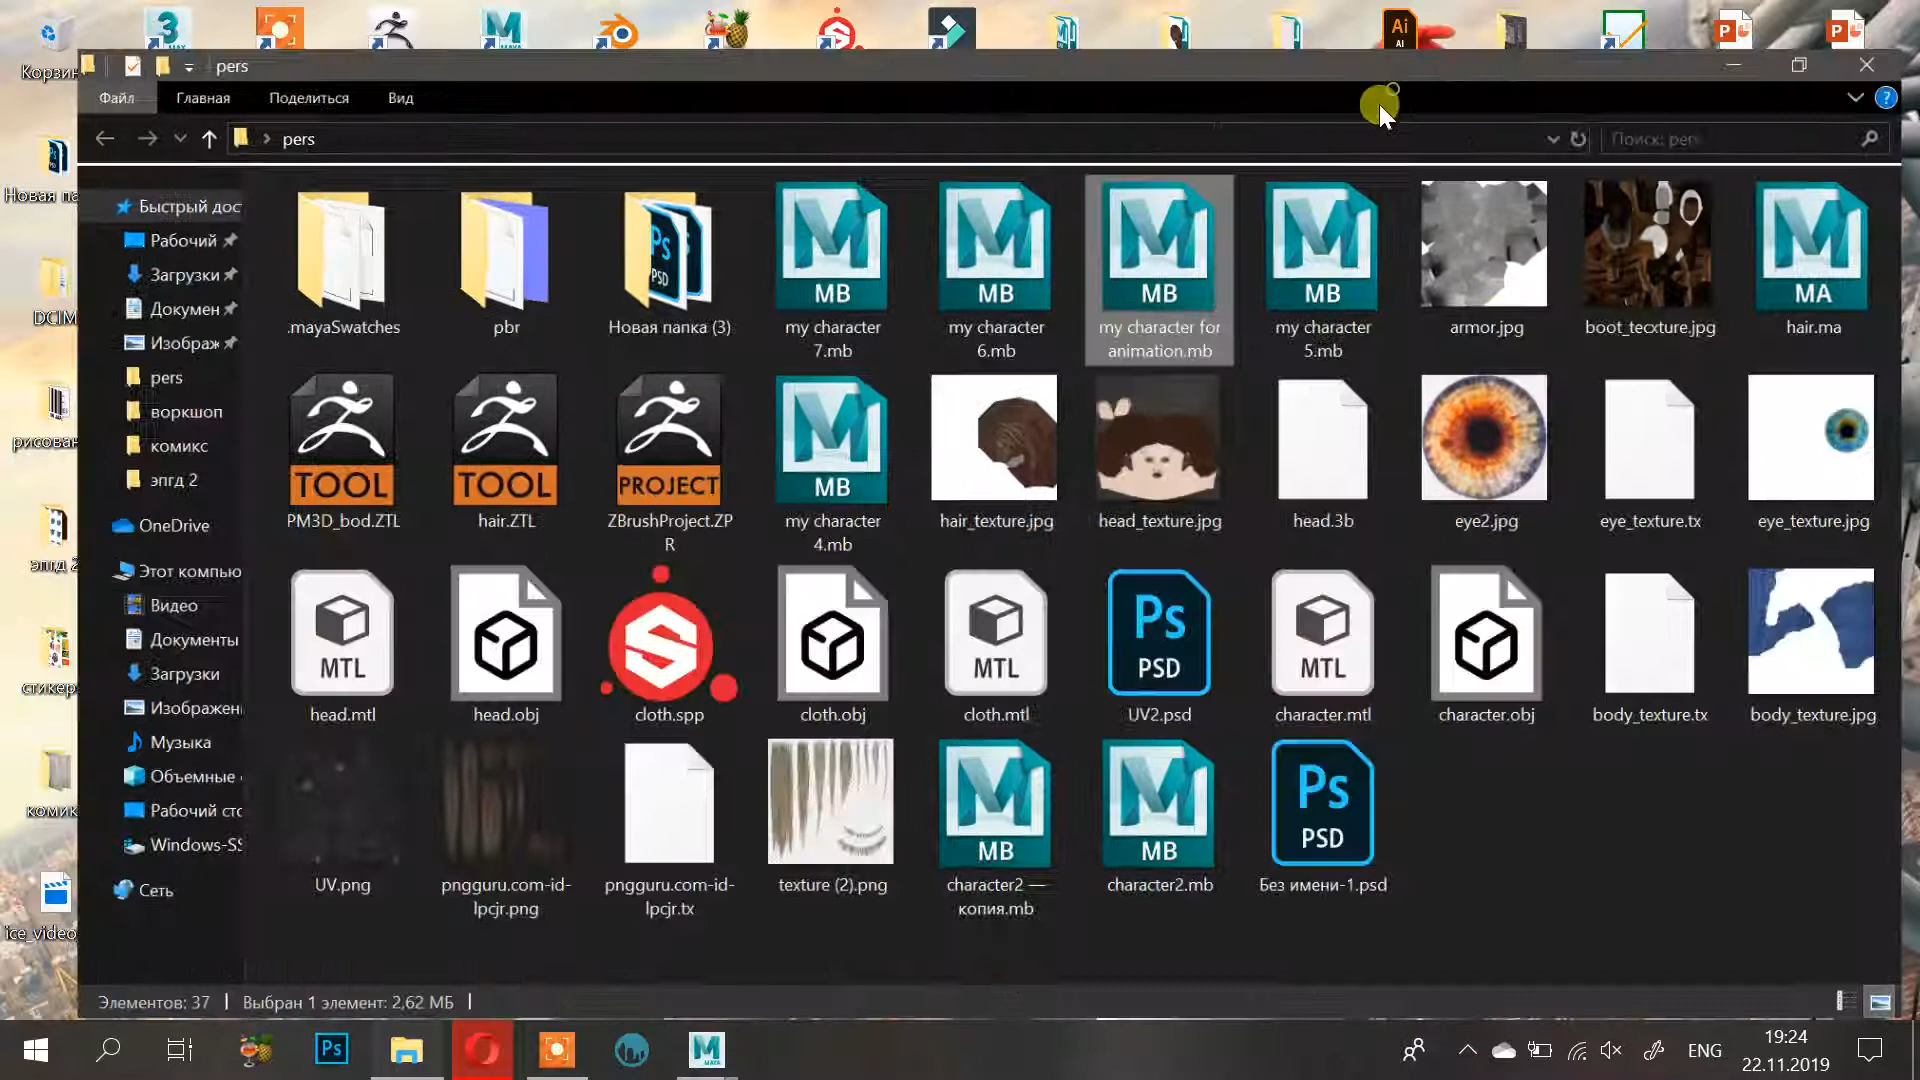 Ai
AI
P
P
3
Корзин
pers
Файл
Главная
Поделиться
Вид
pers
Поиск: pers
Новая па
DCIM
рисован
эпгд 2
стикер
комик
ice_video
Быстрый дос
Рабочий
Загрузки
Докумен
Изображ
pers
воркшоп
комикс
эпгд 2
OneDrive
Этот компью
Видео
Документы
Загрузки
Изображен
Музыка
Объемные
Рабочий стс
Windows-SS
Сеть
Ps
PSD
MB
MB
MB
MB
MA
.mayaSwatches
pbr
Новая папка (3)
my character
7.mb
my character
6.mb
my character for
animation.mb
my character
5.mb
armor.jpg
boot_tecxture.jpg
hair.ma
TOOL
TOOL
PROJECT
MB
PM3D_bod.ZTL
hair.ZTL
ZBrushProject.ZP
R
my character
4.mb
hair_texture.jpg
head_texture.jpg
head.3b
eye2.jpg
eye_texture.tx
eye_texture.jpg
MTL
MTL
Ps
PSD
MTL
head.mtl
head.obj
cloth.spp
cloth.obj
cloth.mtl
UV2.psd
character.mtl
character.obj
body_texture.tx
body_texture.jpg
MB
MB
Ps
PSD
UV.png
pngguru.com-id-
lpcjr.png
pngguru.com-id-
lpcjr.tx
texture (2).png
character2 —
копия.mb
character2.mb
Без имени-1.psd
Элементов: 37
Выбран 1 элемент: 2,62 МБ
Ps
ENG
19:24
22.11.2019